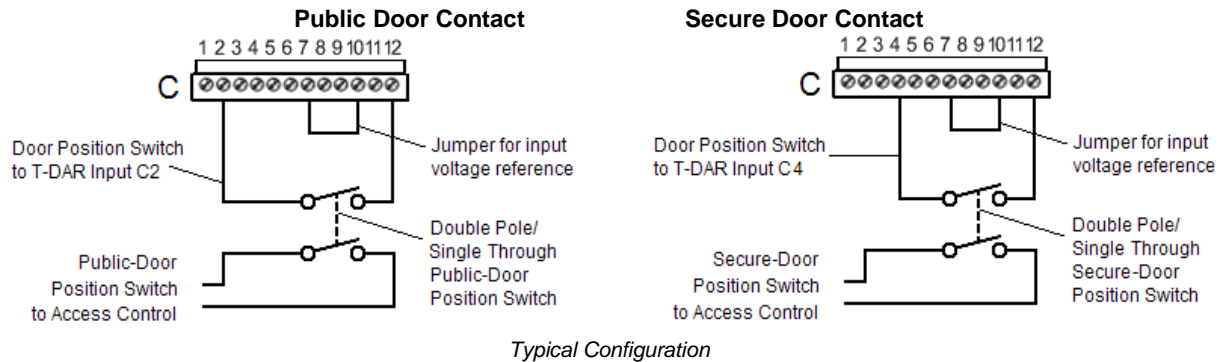 Public Door Contact
1 2 3 4 5 6 7 8 9 10 11 12
C
Door Position Switch
to T-DAR Input C2
Jumper for input
voltage reference
Double Pole/
Single Through
Public-Door
Position Switch
Public-Door
Position Switch
to Access Control
Secure Door Contact
1 2 3 4 5 6 7 8 9 10 11 12
C
Door Position Switch
to T-DAR Input C4
Jumper for input
voltage reference
Double Pole/
Single Through
Secure-Door
Position Switch
Secure-Door
Position Switch
to Access Control
Typical Configuration